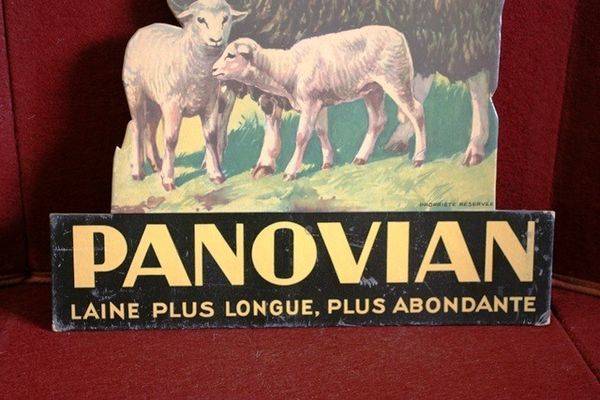 PROPRIÉTÉ RÉSERVÉE
PANOVIAN
LAINE PLUS LONGUE, PLUS ABONDANTE